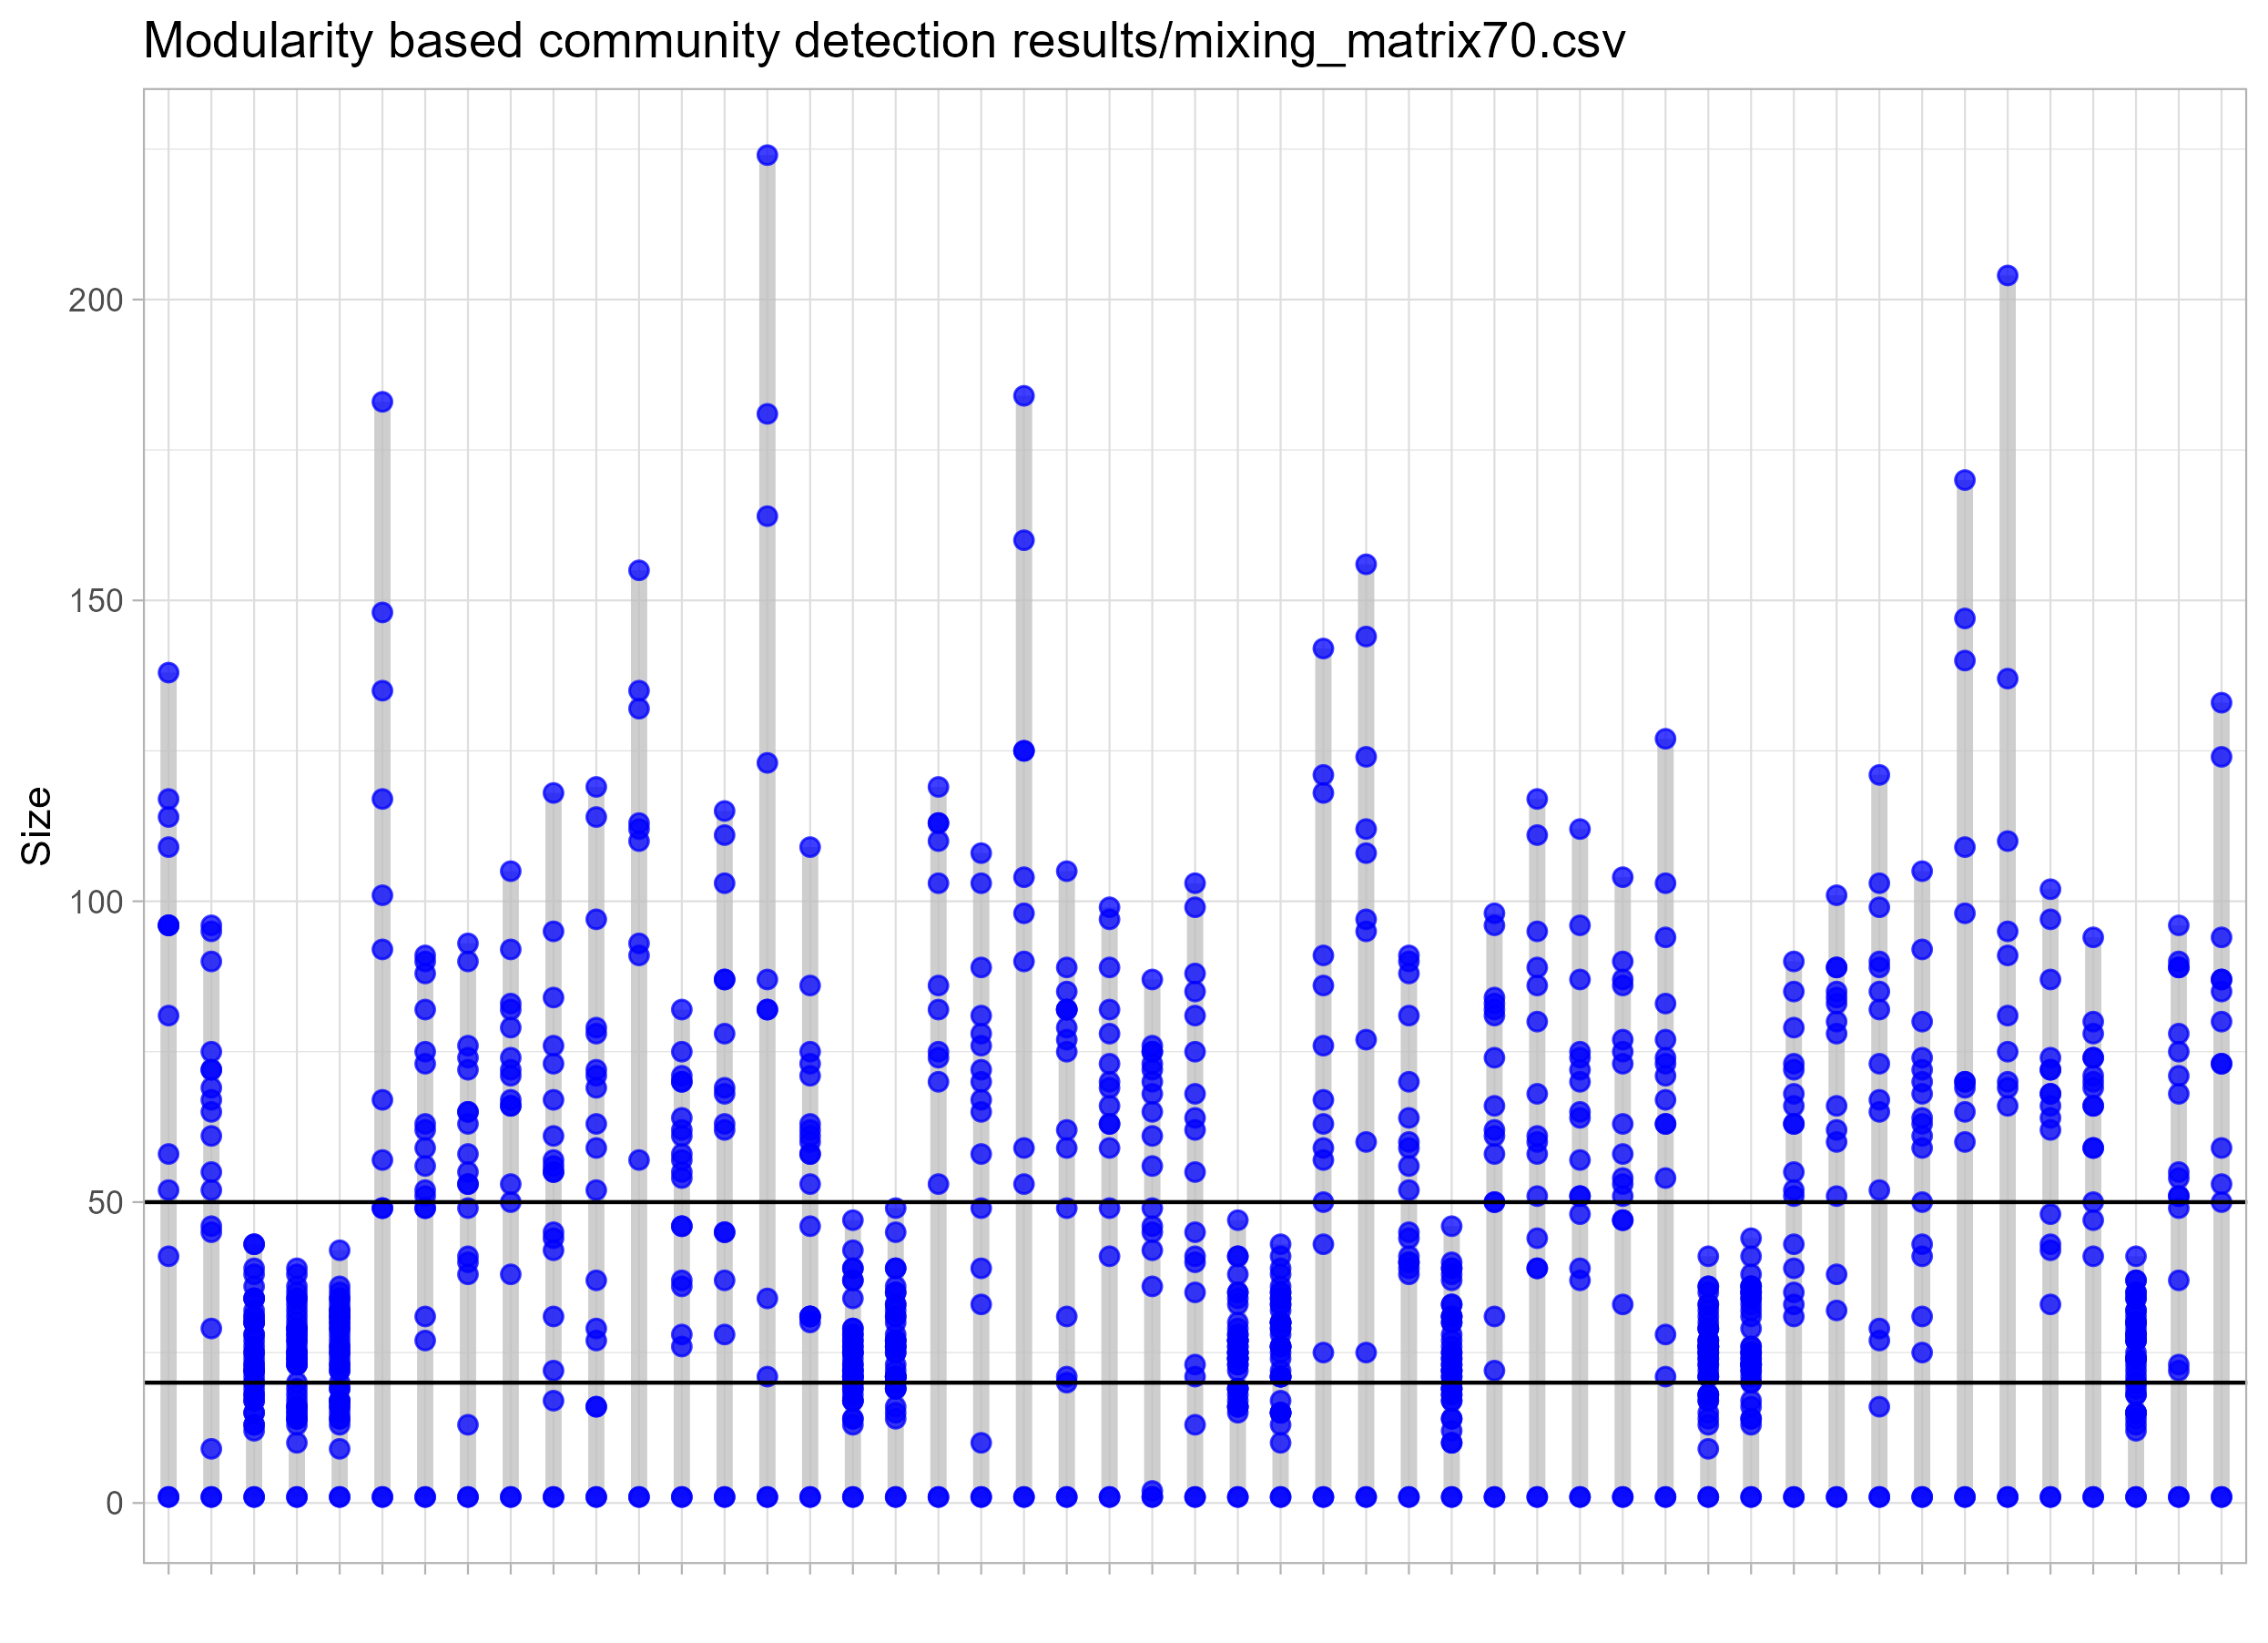 Modularity based community detection results/mixing_matrix70.csv
200
150
Size
100
50
0